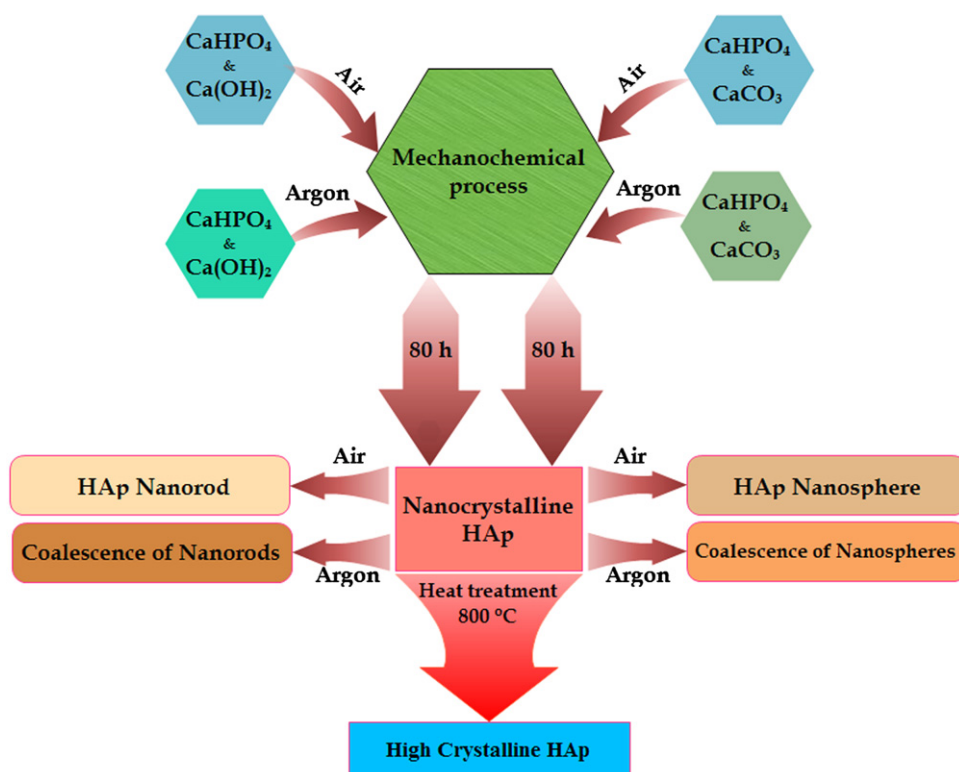 CaHPO₄
&
Ca(OH)₂
Air
Air
CaHPO₄
&
CaCO₃
Mechanochemical
process
CaHPO₄
&
Ca(OH)₂
Argon
Argon
CaHPO₄
&
CaCO₃
80 h
80 h
Air
Air
HAp Nanorod
Nanocrystalline
HAp
HAp Nanosphere
Coalescence of Nanorods
Coalescence of Nanospheres
Argon
Argon
Heat treatment
800 ºC
High Crystalline HAp